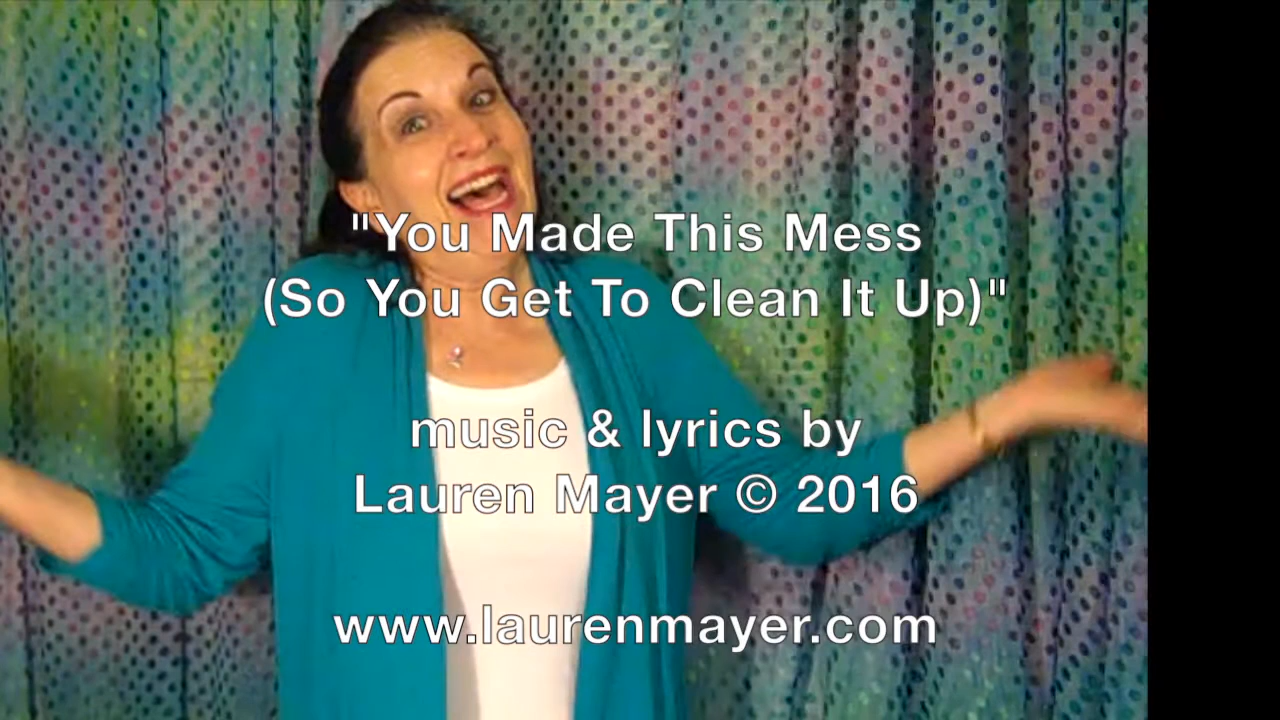 "You Made This Mess
(So You Get To Clean It Up)"
music & lyrics by
Lauren Mayer © 2016
www.laurenmayer.com